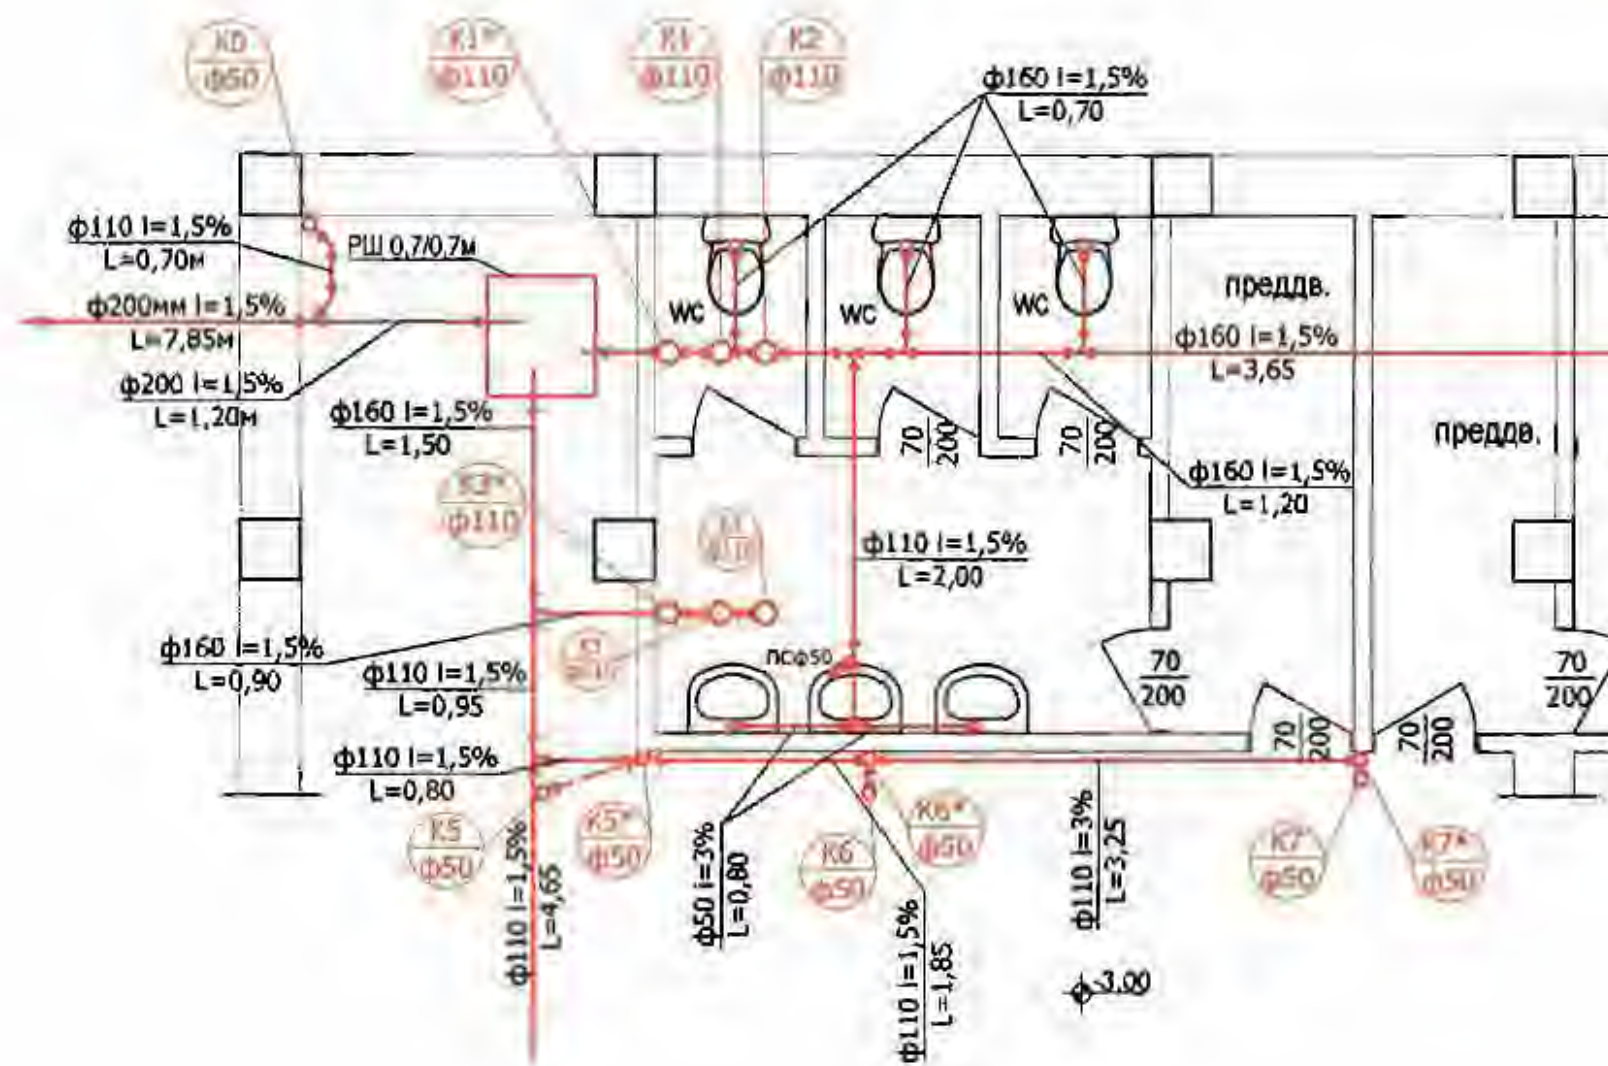 К0
ф50
К1*
ф110
К1
ф110
К2
ф110
ф160 i=1,5%
L=0,70
ф110 i=1,5%
L=0,70м
РШ 0,7/0,7м
ф200мм i=1,5%
L=7,85м
ф200 i=1,5%
L=1,20м
WC
WC
WC
преддв.
ф160 i=1,5%
L=3,65
ф160 i=1,5%
L=1,50
70
200
70
200
преддв.
ф160 i=1,5%
L=1,20
К3*
ф110
ф110 i=1,5%
L=2,00
ф160 i=1,5%
L=0,90
ф110 i=1,5%
L=0,95
ПСф50
70
200
70
200
ф110 i=1,5%
L=0,80
70
200
70
200
К5
ф50
К5*
ф50
К6
ф50
К6*
ф50
К7
ф50
К7*
ф50
ф110 i=1,5%
L=4,65
ф50 i=3%
L=0,80
ф110 i=1,5%
L=1,85
ф110 i=3%
L=3,25
-3,00